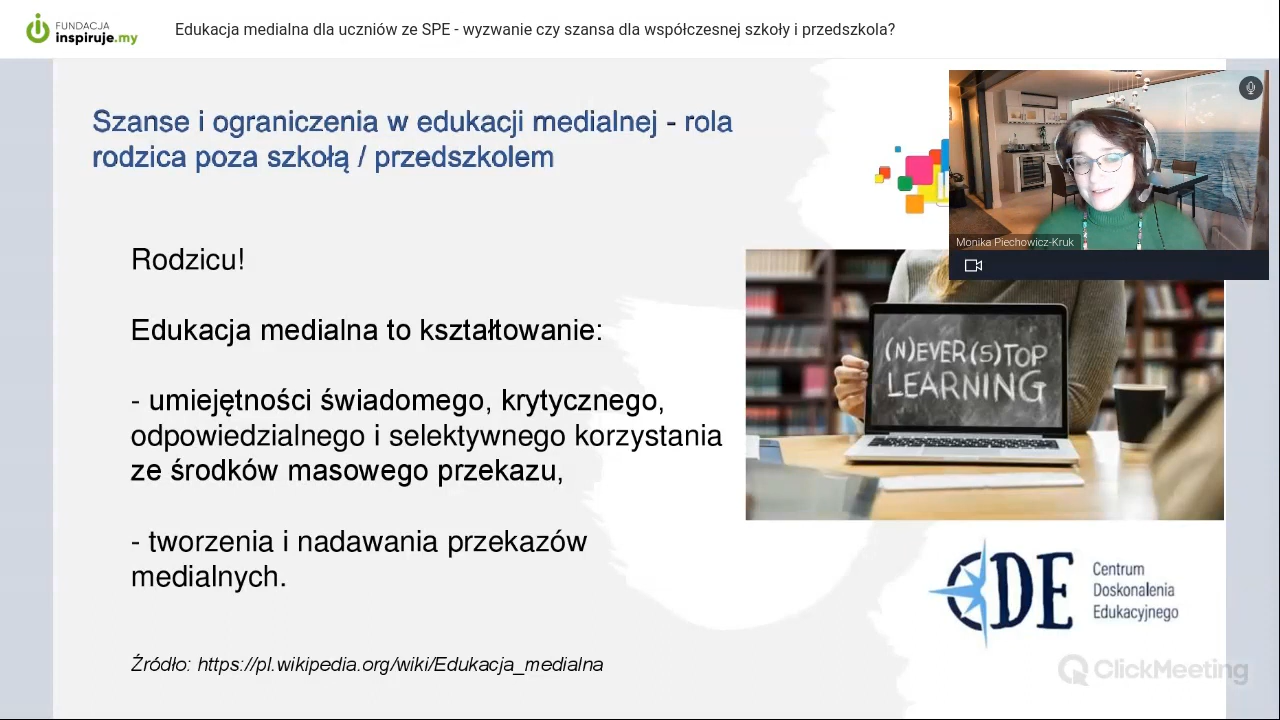 FUNDACJA
inspiruje.my
Edukacja medialna dla uczniów ze SPE - wyzwanie czy szansa dla współczesnej szkoły i przedszkola?
Szanse i ograniczenia w edukacji medialnej - rola
rodzica poza szkołą / przedszkolem
Monika Piechowicz-Kruk
Rodzicu!
Edukacja medialna to kształtowanie:
- umiejętności świadomego, krytycznego,
odpowiedzialnego i selektywnego korzystania
ze środków masowego przekazu,
- tworzenia i nadawania przekazów
medialnych.
(N)EVER (S)TOP
LEARNING
CDE
Centrum
Doskonalenia
Edukacyjnego
Źródło: https://pl.wikipedia.org/wiki/Edukacja_medialna
ClickMeeting